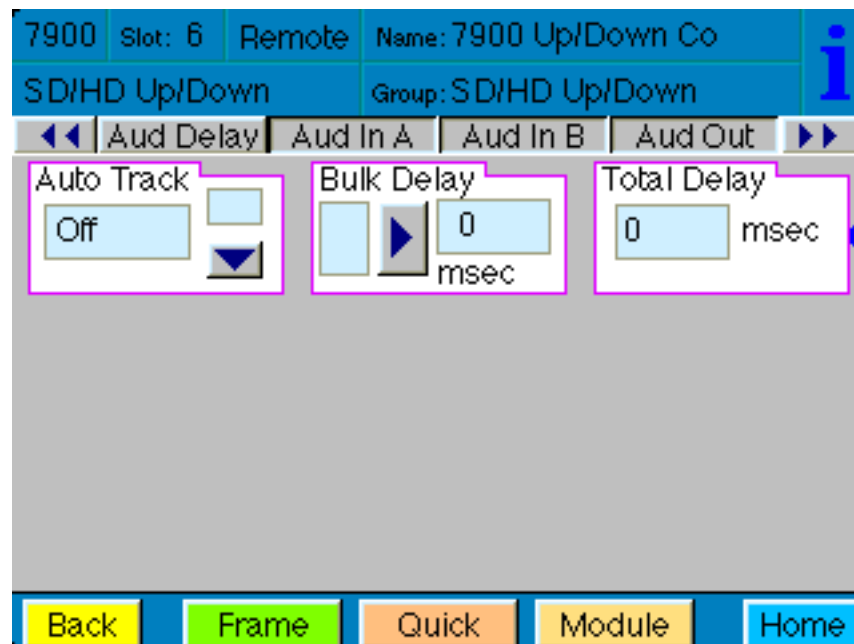 7900 Slot: 6 Remote Name: 7900 Up/Down Co
SD/HD Up/Down Group: SD/HD Up/Down
i
Aud Delay Aud In A Aud In B Aud Out
Auto Track Bulk Delay Total Delay
Off 0 0 msec
msec
Back Frame Quick Module Home